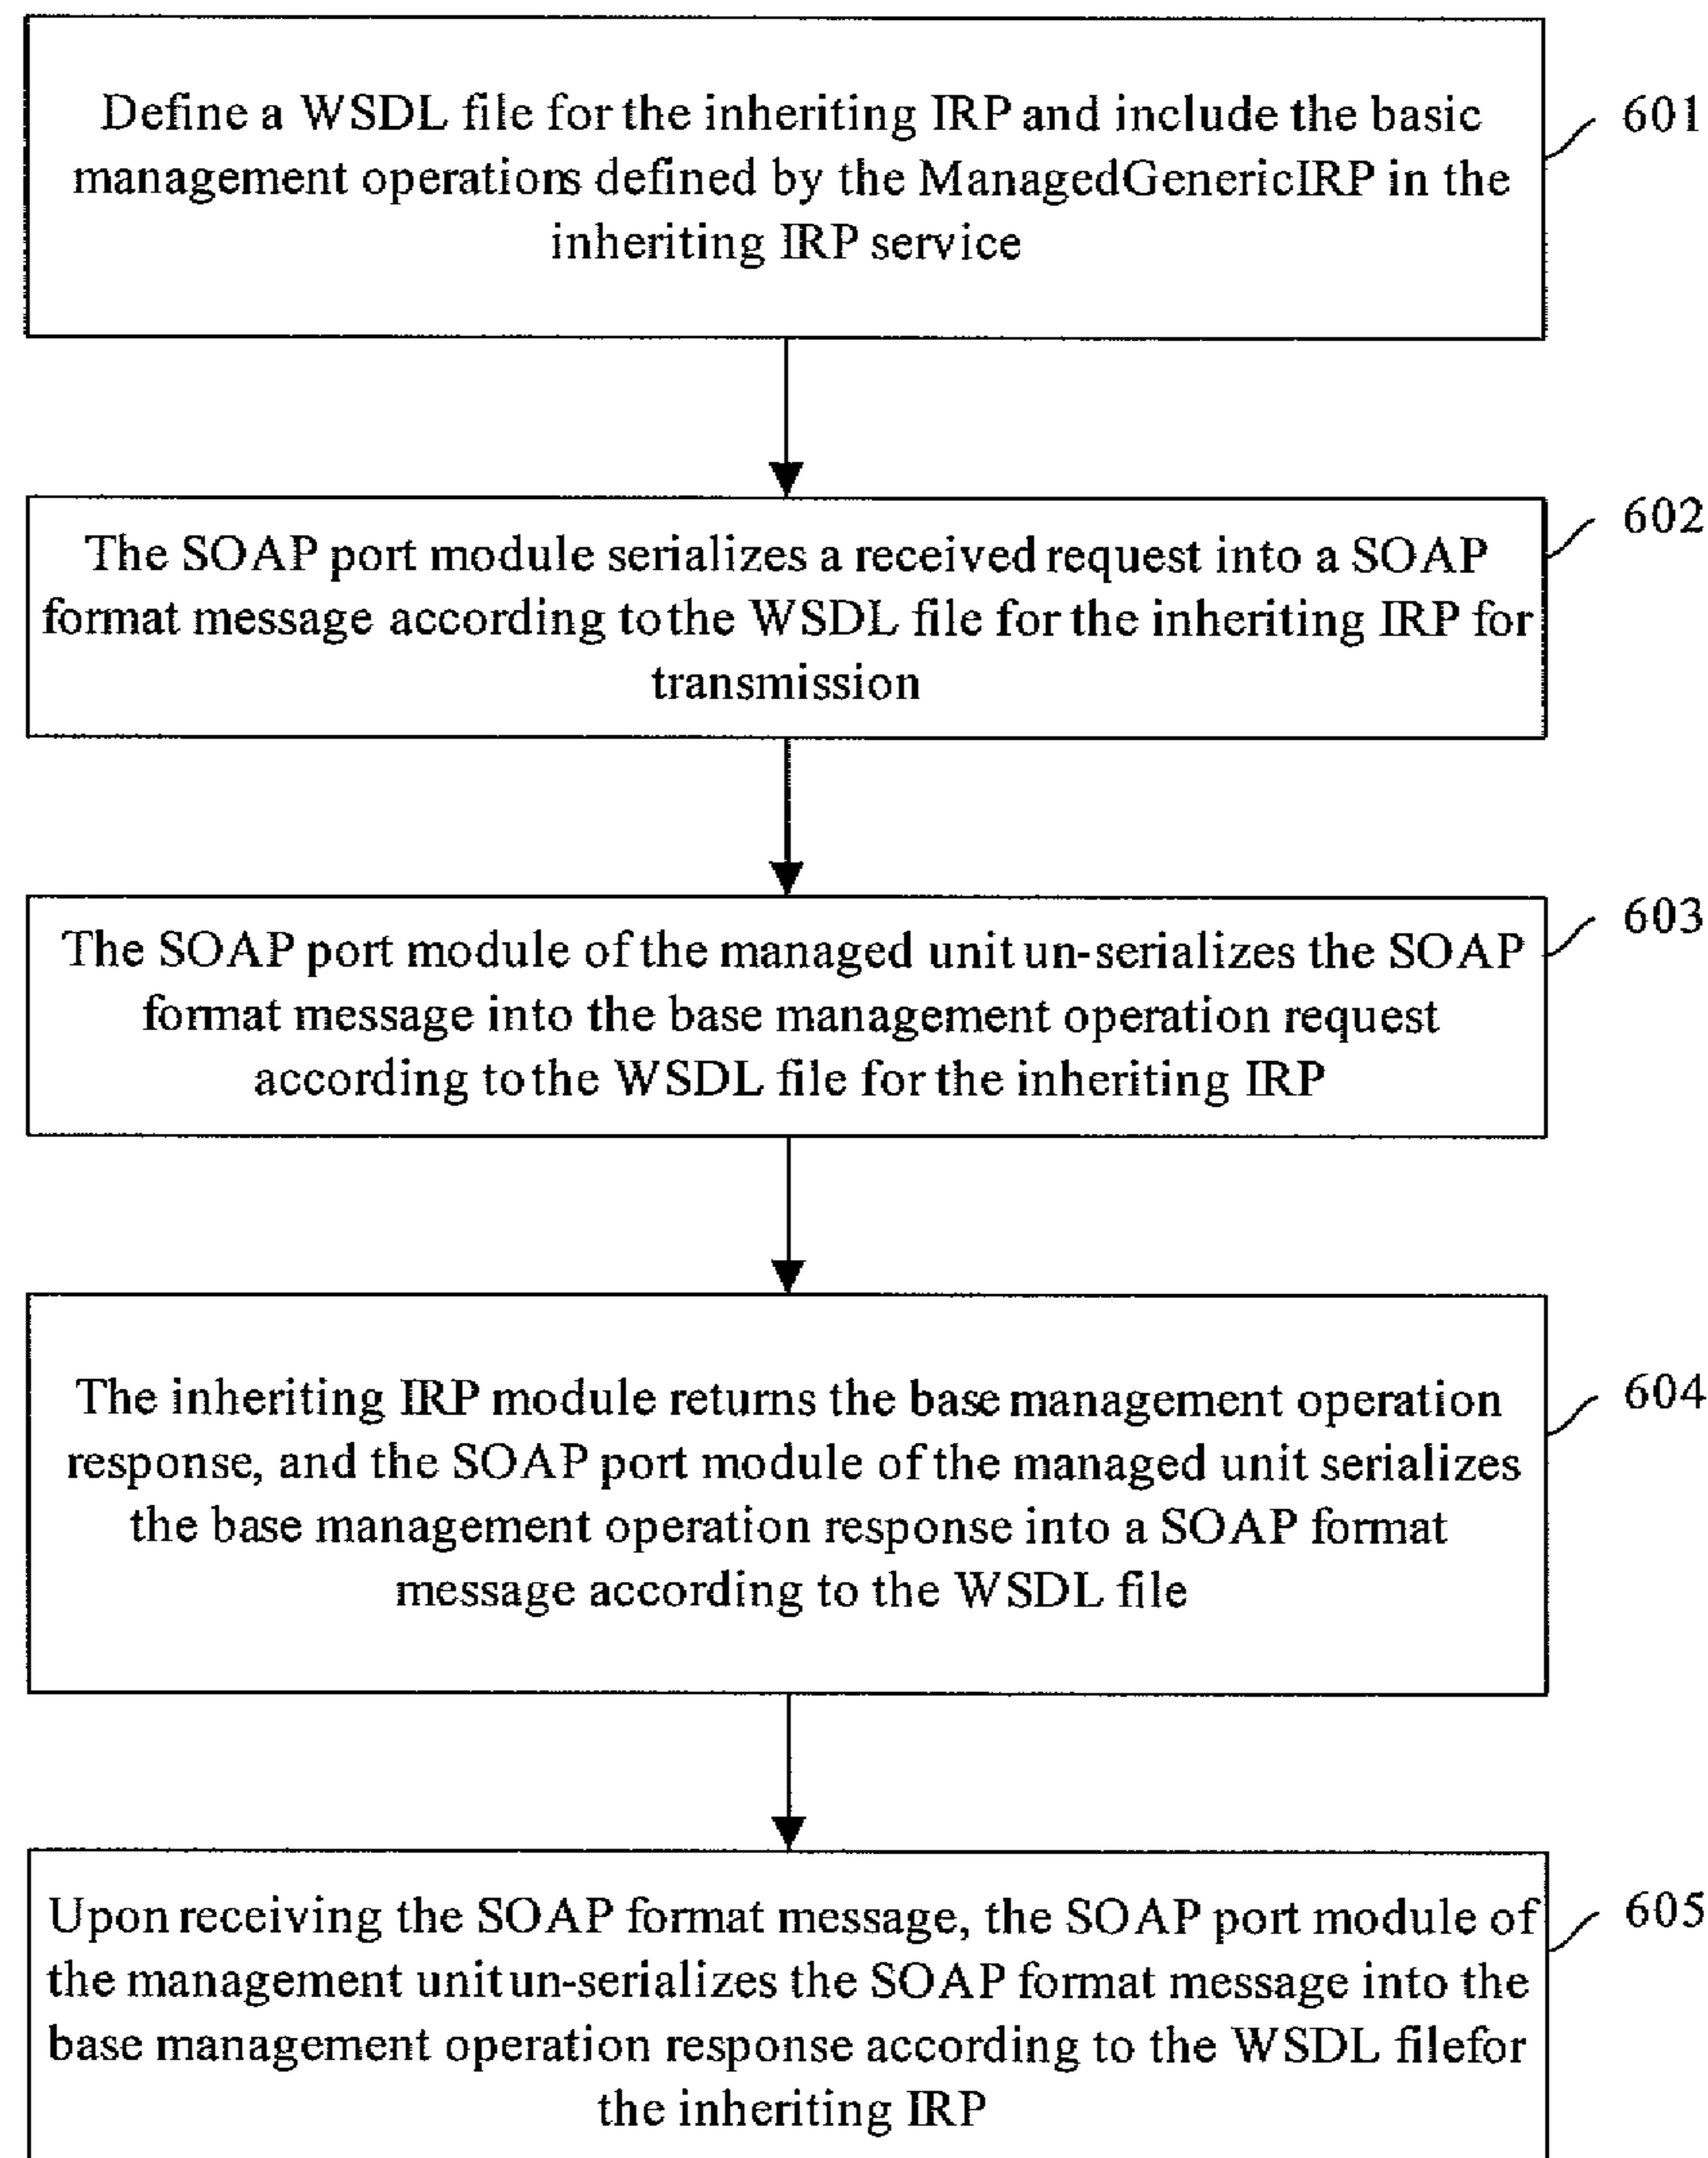 Define a WSDL file for the inheriting IRP and include the basic
management operations defined by the ManagedGenericIRP in the
inheriting IRP service
601
The SOAP port module serializes a received request into a SOAP
format message according to the WSDL file for the inheriting IRP for
transmission
602
The SOAP port module of the managed unit un-serializes the SOAP
format message into the base management operation request
according to the WSDL file for the inheriting IRP
603
The inheriting IRP module returns the base management operation
response, and the SOAP port module of the managed unit serializes
the base management operation response into a SOAP format
message according to the WSDL file
604
Upon receiving the SOAP format message, the SOAP port module of
the management unit un-serializes the SOAP format message into the
base management operation response according to the WSDL filefor
the inheriting IRP
605